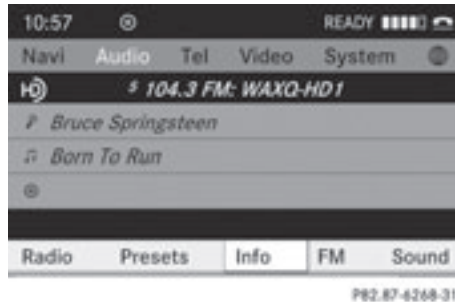 10:57 READY
Navi Audio Tel Video System
104.3 FM: WAXQ-HD1
Bruce Springsteen
Born To Run
Radio Presets Info FM Sound
P82.87-6268-31